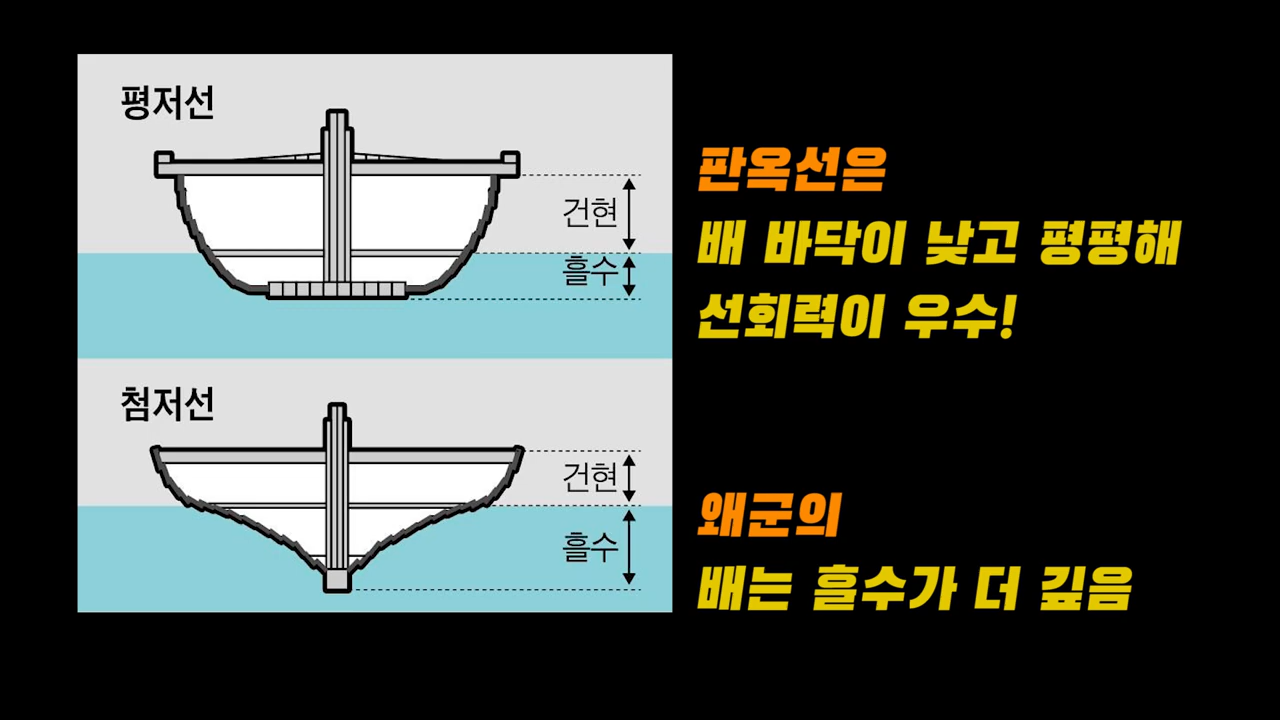 평저선
건현
흘수
첨저선
건현
흘수
판옥선은
배 바닥이 낮고 평평해
선회력이 우수!
왜군의
배는 흘수가 더 깊음